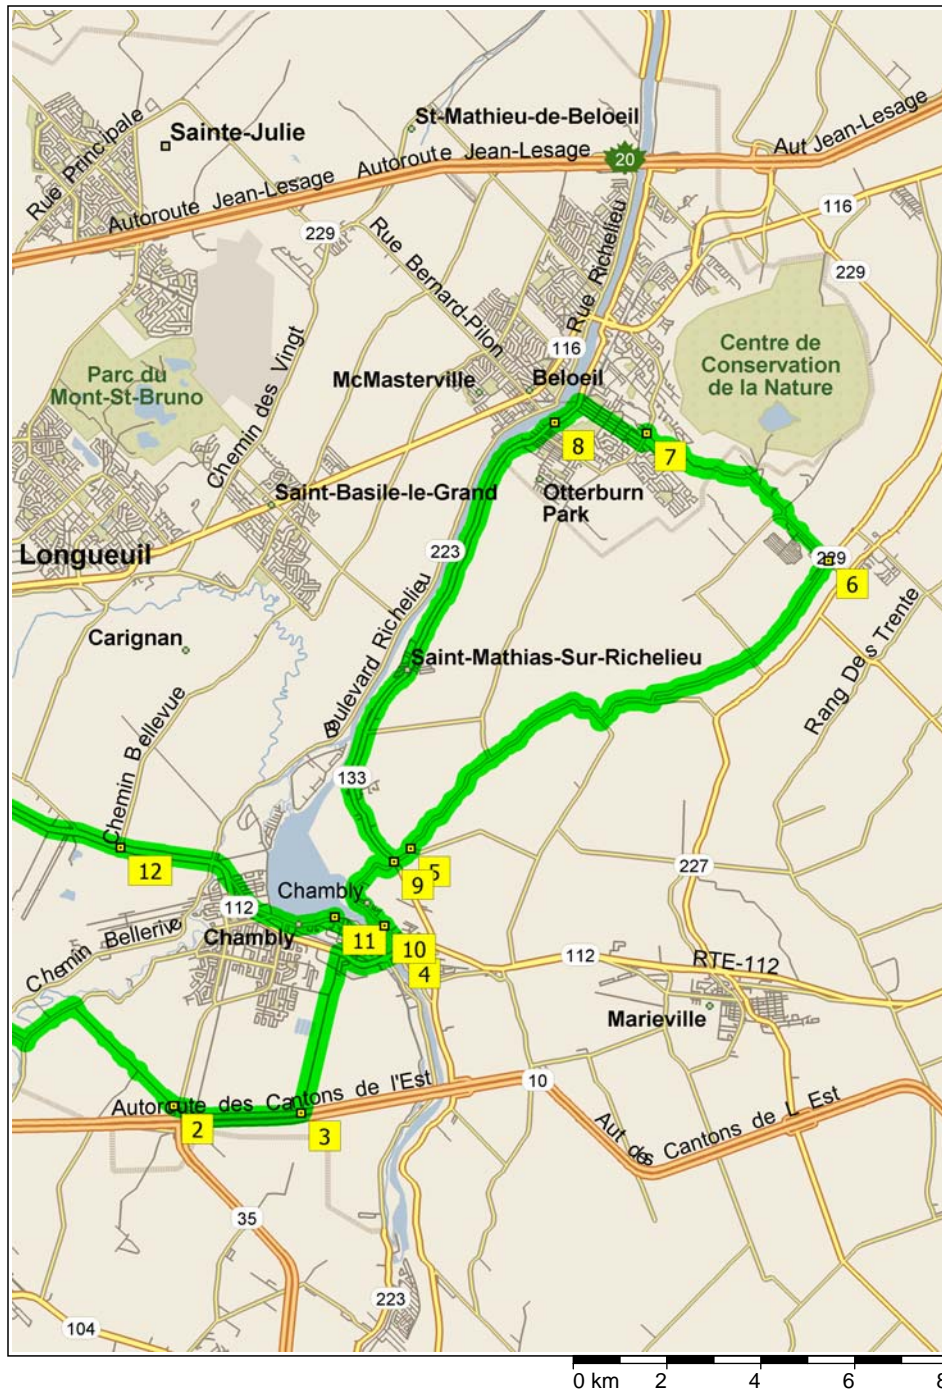 St-Mathieu-de-Beloeil
Sainte-Julie
Rue Principale
Autoroute Jean-Lesage
Autoroute Jean-Lesage
20
Aut Jean-Lesage
116
229
229
Rue Bernard-Pilon
Rue Richelieu
116
Centre de
Conservation
de la Nature
Parc du
Mont-St-Bruno
Chemin des Vingt
McMasterville
Beloeil
8
7
Saint-Basile-le-Grand
Otterburn
Park
Longueuil
223
229
6
Boulevard Richelieu
Carignan
Saint-Mathias-Sur-Richelieu
Rang Des Trente
Chemin Bellevue
133
12
5
9
227
Chambly
112
Chemin Bellerive
Chambly
11
10
4
112
RTE-112
Marieville
Autoroute des Cantons de l'Est
10
2
3
Aut des Cantons de L Est
35
223
104
0 km 2 4 6 8